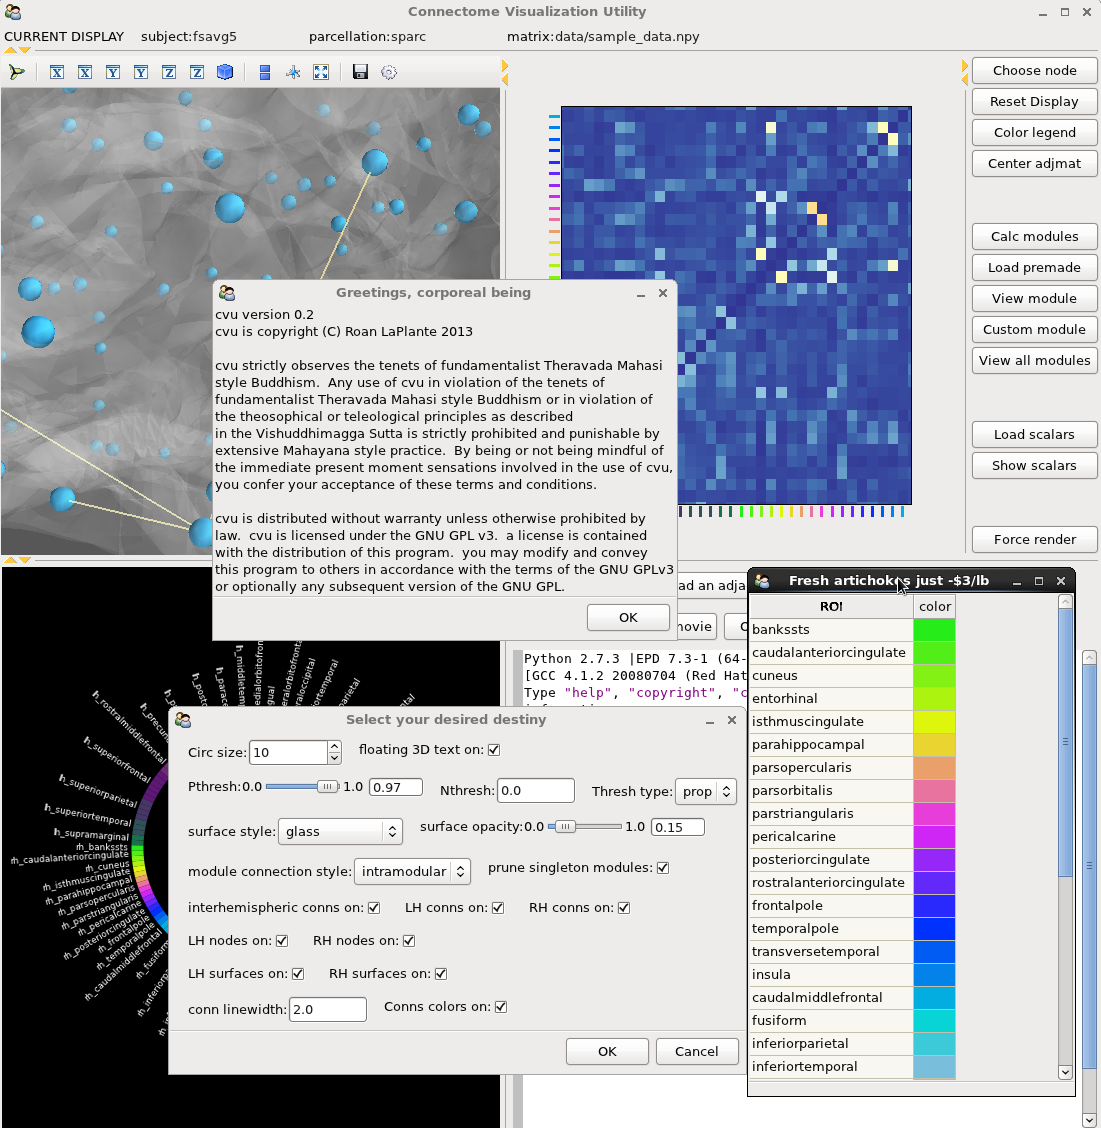 Connectome Visualization Utility
CURRENT DISPLAY subject:fsavg5 parcellation:sparc matrix:data/sample_data.npy
X X Y Y Z Z
Choose node
Reset Display
Color legend
Center adjmat
Calc modules
Load premade
View module
Custom module
View all modules
Load scalars
Show scalars
Force render
Greetings, corporeal being
cvu version 0.2
cvu is copyright (C) Roan LaPlante 2013
cvu strictly observes the tenets of fundamentalist Theravada Mahasi
style Buddhism. Any use of cvu in violation of the tenets of
fundamentalist Theravada Mahasi style Buddhism or in violation of
the theosophical or teleological principles as described
in the Vishuddhimagga Sutta is strictly prohibited and punishable by
extensive Mahayana style practice. By being or not being mindful of
the immediate present moment sensations involved in the use of cvu,
you confer your acceptance of these terms and conditions.
cvu is distributed without warranty unless otherwise prohibited by
law. cvu is licensed under the GNU GPL v3. a license is contained
with the distribution of this program. you may modify and convey
this program to others in accordance with the terms of the GNU GPLv3
or optionally any subsequent version of the GNU GPL.
OK
ad an adja
movie
Python 2.7.3 |EPD 7.3-1 (64-
[GCC 4.1.2 20080704 (Red Hat
Type "help", "copyright", "c
rh_rostralmiddlefrontal
rh_superiorfrontal
rh_superiorparietal
rh_superiortemporal
rh_supramarginal
rh_bankssts
rh_caudalanteriorcingulate
rh_cuneus
rh_isthmuscingulate
rh_parahippocampal
rh_parsopercularis
rh_parstriangularis
rh_pericalcarine
rh_posteriorcingulate
rh_frontalpole
rh_temporalpole
rh_caudalmiddlefrontal
rh_fusiform
Select your desired destiny
Circ size: 10 floating 3D text on:
Pthresh: 0.0 1.0 0.97 Nthresh: 0.0 Thresh type: prop
surface style: glass surface opacity: 0.0 1.0 0.15
module connection style: intramodular prune singleton modules:
interhemispheric conns on: LH conns on: RH conns on:
LH nodes on: RH nodes on:
LH surfaces on: RH surfaces on:
conn linewidth: 2.0 Conns colors on:
OK Cancel
Fresh artichokes just -$3/lb
ROI color
bankssts
caudalanteriorcingulate
cuneus
entorhinal
isthmuscingulate
parahippocampal
parsopercularis
parsorbitalis
parstriangularis
pericalcarine
posteriorcingulate
rostralanteriorcingulate
frontalpole
temporalpole
transversetemporal
insula
caudalmiddlefrontal
fusiform
inferiorparietal
inferiortemporal